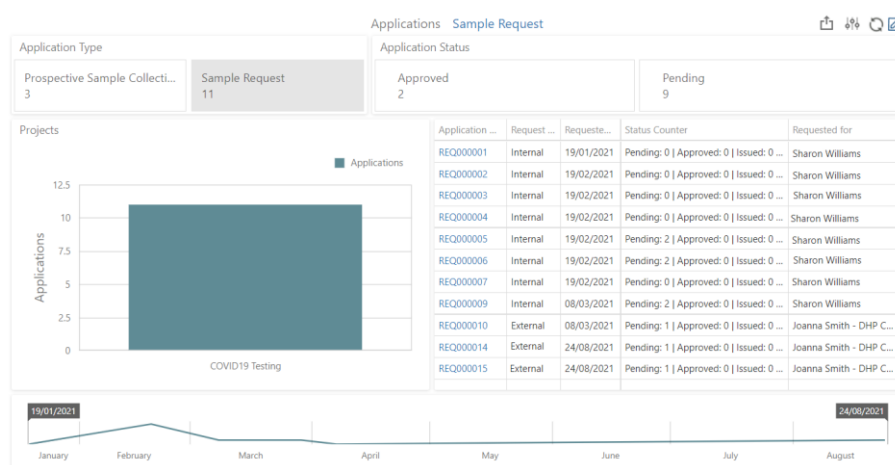 Applications Sample Request
Application Type
Application Status
Prospective Sample Collecti...
3
Sample Request
11
Approved
2
Pending
9
Projects
Applications
12.5
10
7.5
5
2.5
0
Applications
COVID19 Testing
Application ... Request ... Requeste... Status Counter Requested for
REQ000001 Internal 19/01/2021 Pending: 0 | Approved: 0 | Issued: 0 ... Sharon Williams
REQ000002 Internal 19/02/2021 Pending: 0 | Approved: 0 | Issued: 0 ... Sharon Williams
REQ000003 Internal 19/02/2021 Pending: 0 | Approved: 0 | Issued: 0 ... Sharon Williams
REQ000004 Internal 19/02/2021 Pending: 0 | Approved: 0 | Issued: 0 ... Sharon Williams
REQ000005 Internal 19/02/2021 Pending: 2 | Approved: 0 | Issued: 0 ... Sharon Williams
REQ000006 Internal 19/02/2021 Pending: 2 | Approved: 0 | Issued: 0 ... Sharon Williams
REQ000007 Internal 19/02/2021 Pending: 0 | Approved: 0 | Issued: 0 ... Sharon Williams
REQ000009 Internal 08/03/2021 Pending: 2 | Approved: 0 | Issued: 0 ... Sharon Williams
REQ000010 External 08/03/2021 Pending: 1 | Approved: 0 | Issued: 0 ... Joanna Smith - DHP C...
REQ000014 External 24/08/2021 Pending: 1 | Approved: 0 | Issued: 0 ... Joanna Smith - DHP C...
REQ000015 External 24/08/2021 Pending: 1 | Approved: 0 | Issued: 0 ... Joanna Smith - DHP C...
19/01/2021 24/08/2021
January February March April May June July August